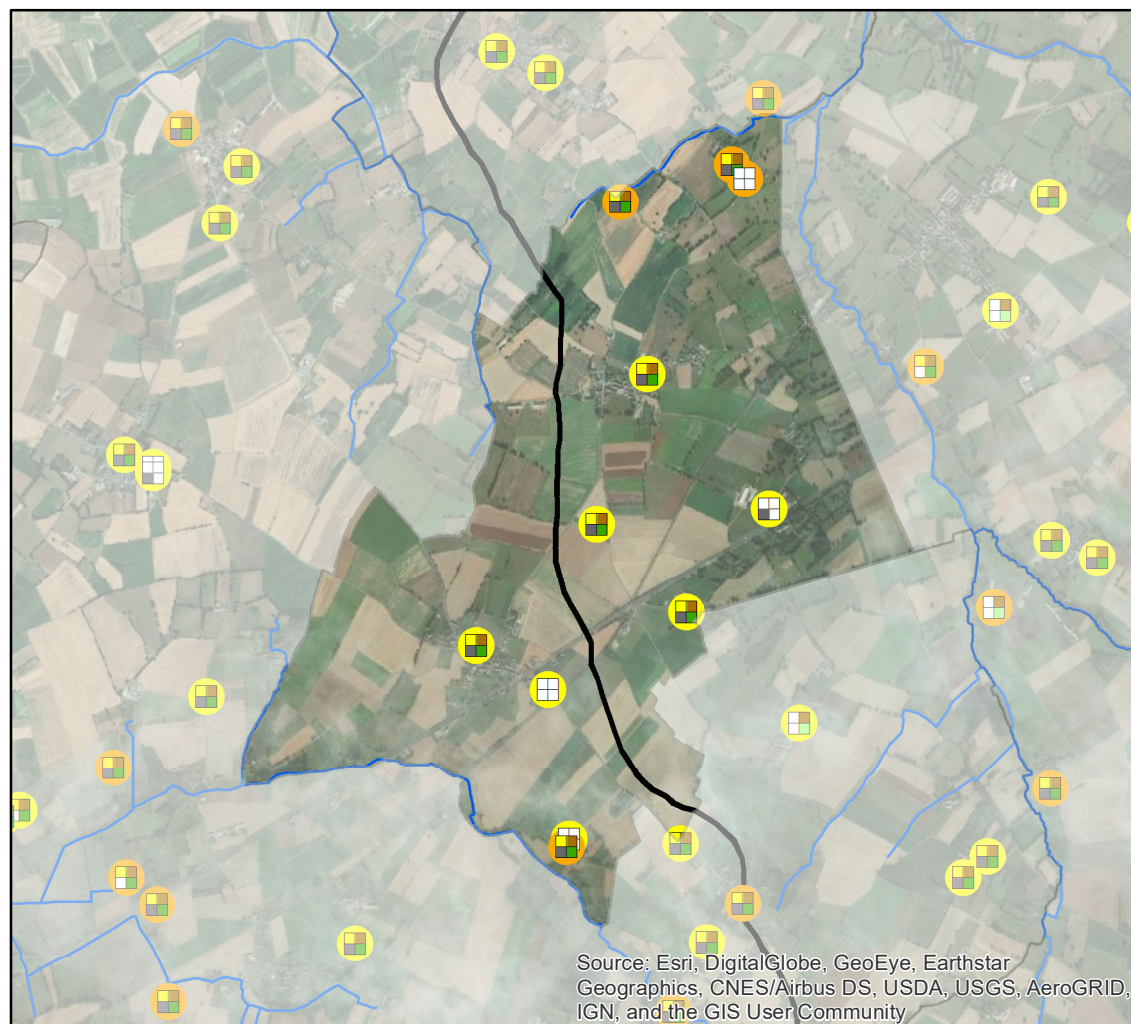 Source: Esri, DigitalGlobe, GeoEye, Earthstar
Geographics, CNES/Airbus DS, USDA, USGS, AeroGRID,
IGN, and the GIS User Community